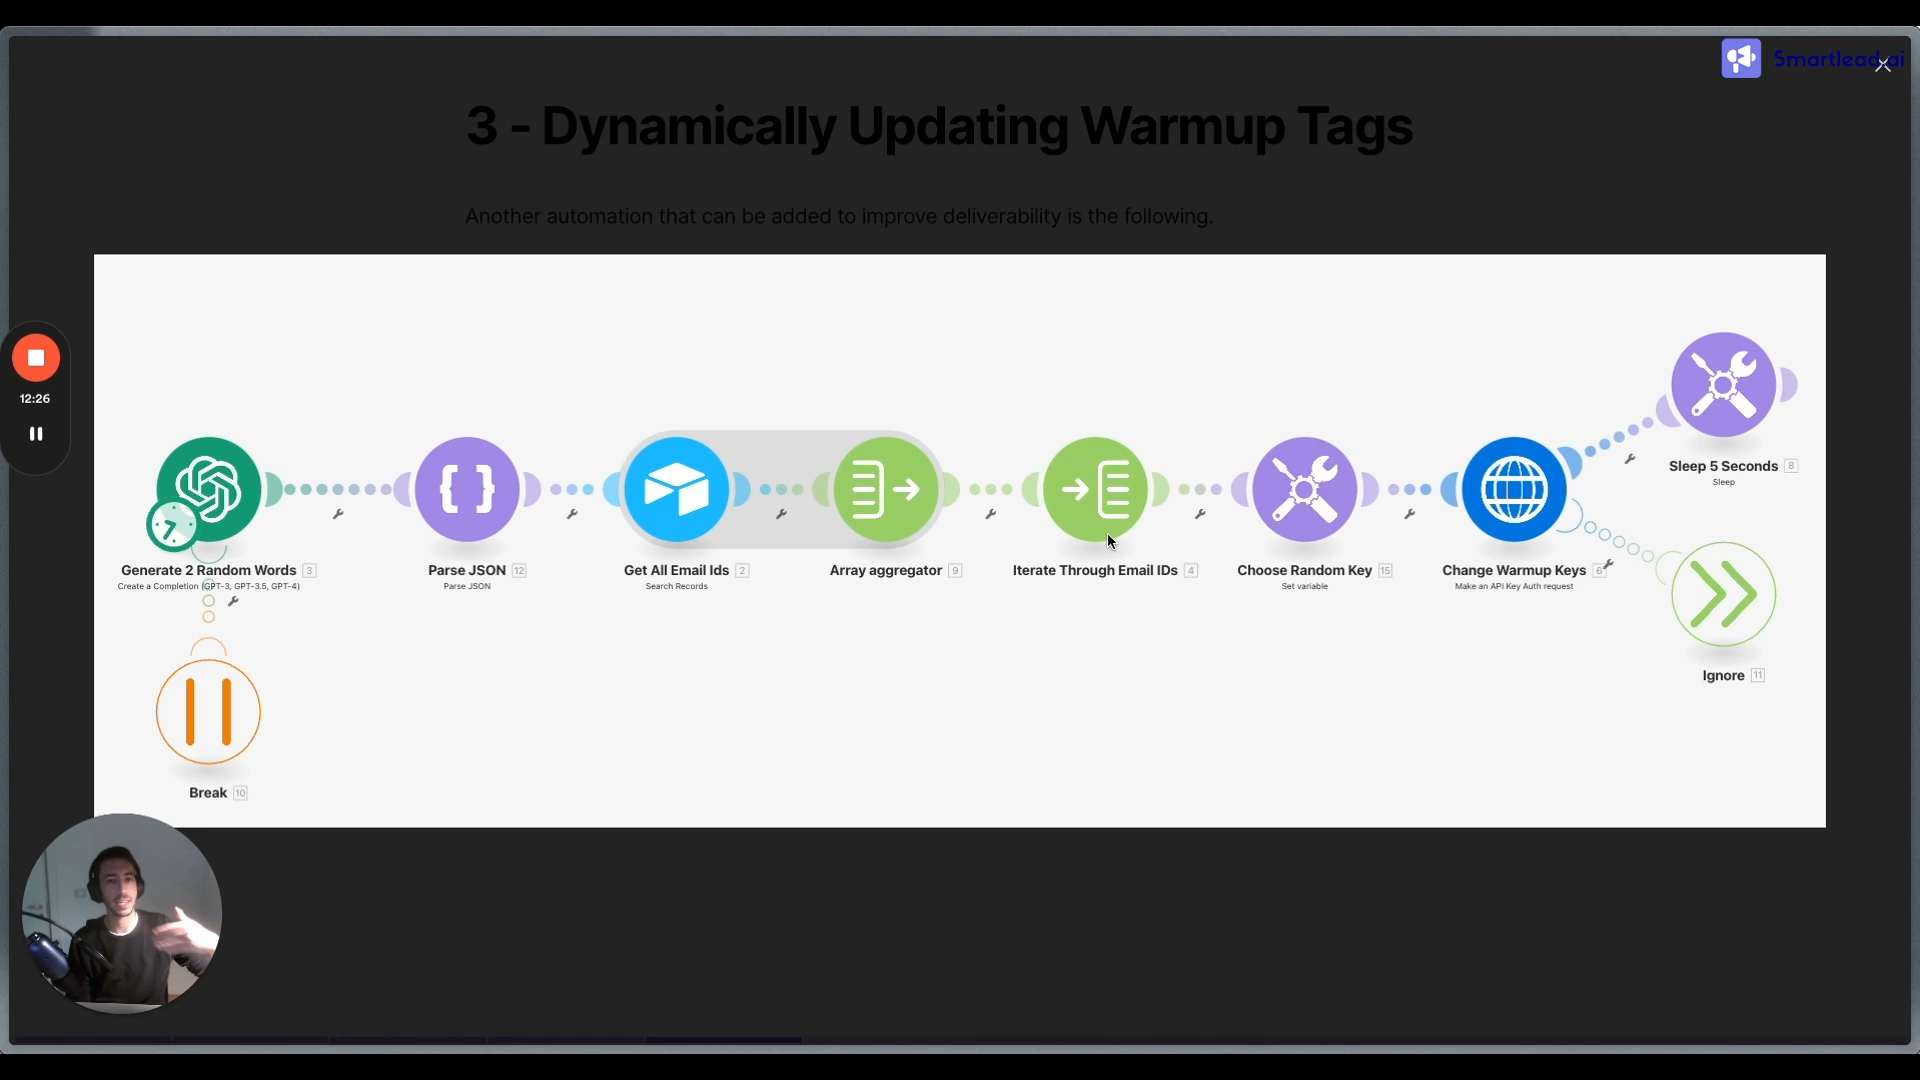 Smartlead.ai
3 - Dynamically Updating Warmup Tags
Another automation that can be added to improve deliverability is the following.
12:26
Sleep 5 Seconds 8
Sleep
Generate 2 Random Words 3
Create a Completion (GPT-3, GPT-3.5, GPT-4)
Parse JSON 12
Parse JSON
Get All Email Ids 2
Search Records
Array aggregator 9
Iterate Through Email IDs 4
Choose Random Key 15
Set variable
Change Warmup Keys 6
Make an API Key Auth request
Ignore 11
Break 10